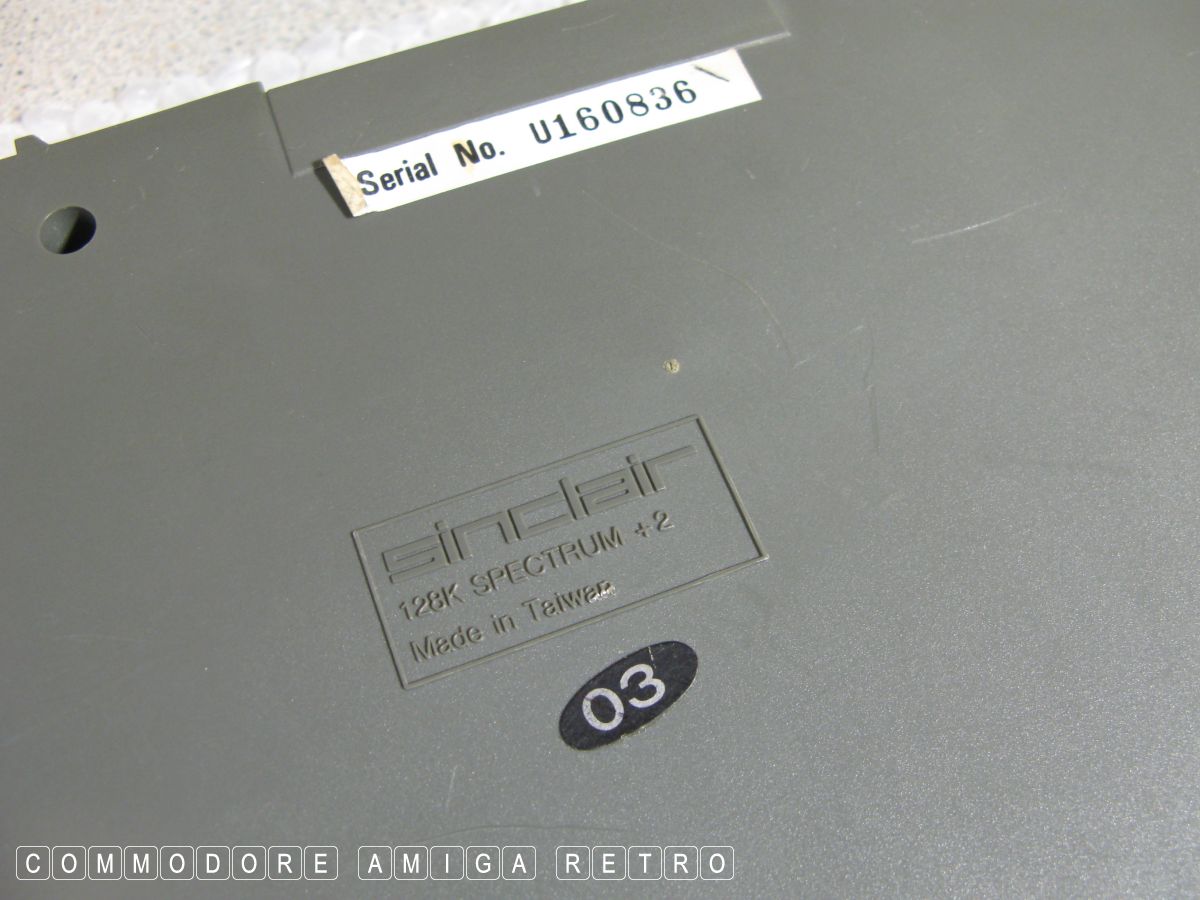 Serial No. U160836
sinclair
128K SPECTRUM +2
Made in Taiwan
03
COMMODORE AMIGA RETRO